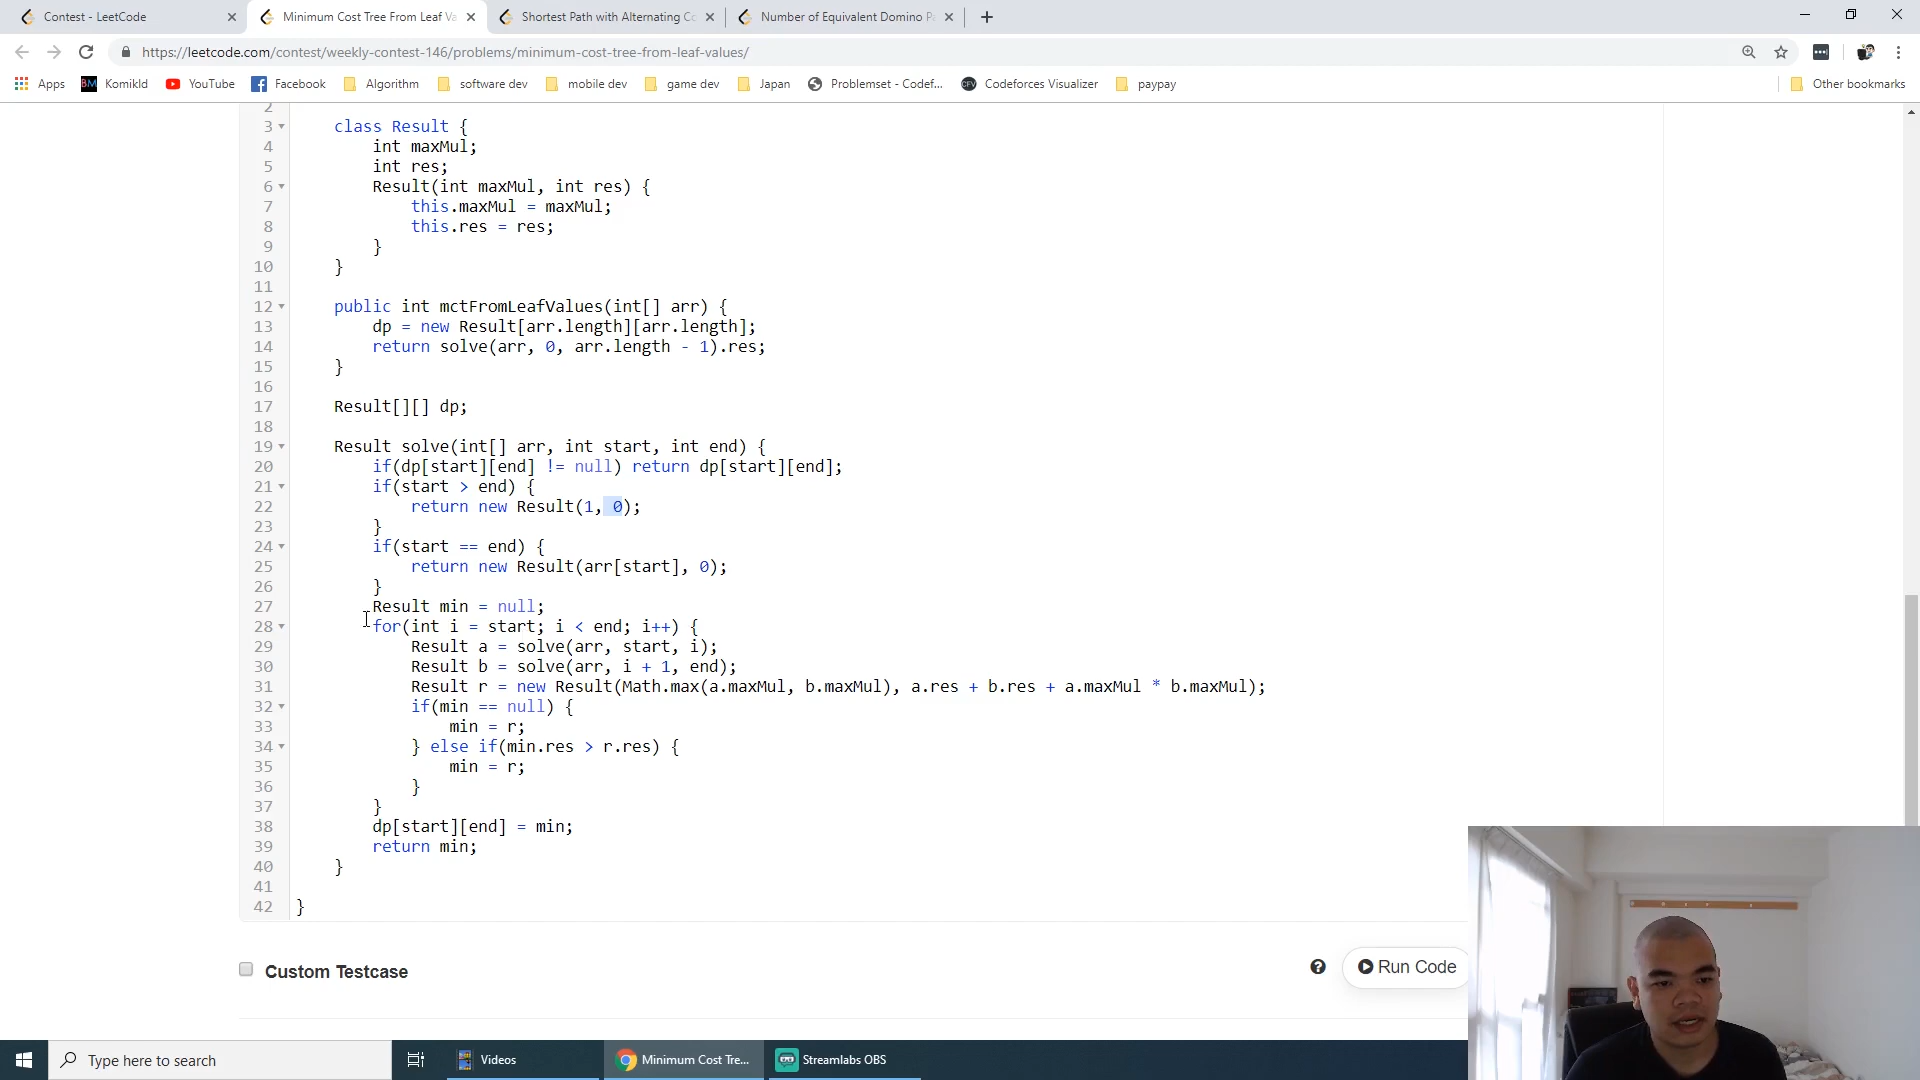 Contest - LeetCode
Minimum Cost Tree From Leaf Va
Shortest Path with Alternating Co
Number of Equivalent Domino P
https://leetcode.com/contest/weekly-contest-146/problems/minimum-cost-tree-from-leaf-values/
Apps BM Komikld YouTube Facebook Algorithm software dev mobile dev game dev Japan Problemset - Codef... CFV Codeforces Visualizer paypay Other bookmarks
2
3 class Result {
4 int maxMul;
5 int res;
6 Result(int maxMul, int res) {
7 this.maxMul = maxMul;
8 this.res = res;
9 }
10 }
11
12 public int mctFromLeafValues(int[] arr) {
13 dp = new Result[arr.length][arr.length];
14 return solve(arr, 0, arr.length - 1).res;
15 }
16
17 Result[][] dp;
18
19 Result solve(int[] arr, int start, int end) {
20 if(dp[start][end] != null) return dp[start][end];
21 if(start > end) {
22 return new Result(1, 0);
23 }
24 if(start == end) {
25 return new Result(arr[start], 0);
26 }
27 Result min = null;
28 for(int i = start; i < end; i++) {
29 Result a = solve(arr, start, i);
30 Result b = solve(arr, i + 1, end);
31 Result r = new Result(Math.max(a.maxMul, b.maxMul), a.res + b.res + a.maxMul * b.maxMul);
32 if(min == null) {
33 min = r;
34 } else if(min.res > r.res) {
35 min = r;
36 }
37 }
38 dp[start][end] = min;
39 return min;
40 }
41
42 }
Custom Testcase
? Run Code
Type here to search
Videos
Minimum Cost Tre...
Streamlabs OBS